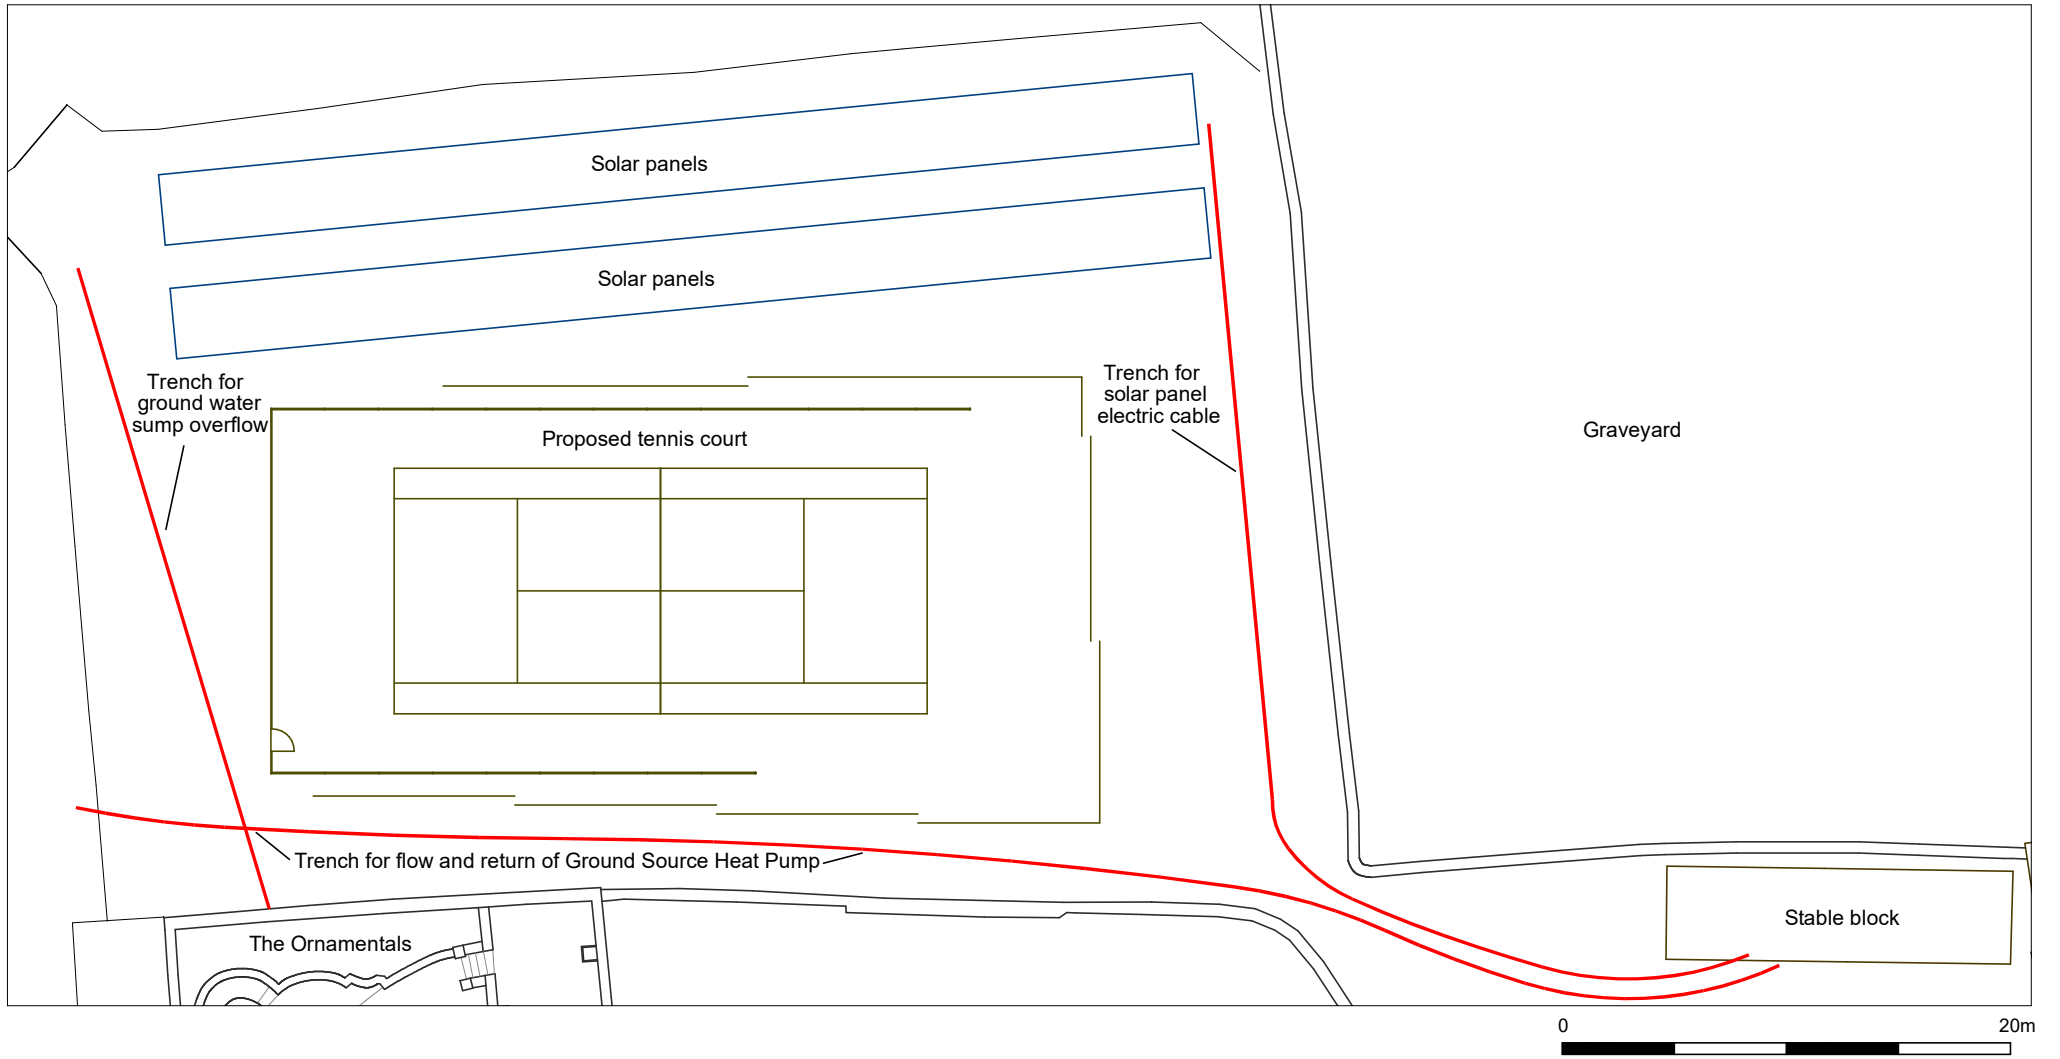 Solar panels
Solar panels
Trench for
ground water
sump overflow
Trench for
solar panel
electric cable
Proposed tennis court
Graveyard
Trench for flow and return of Ground Source Heat Pump
Stable block
The Ornamentals
0
20m